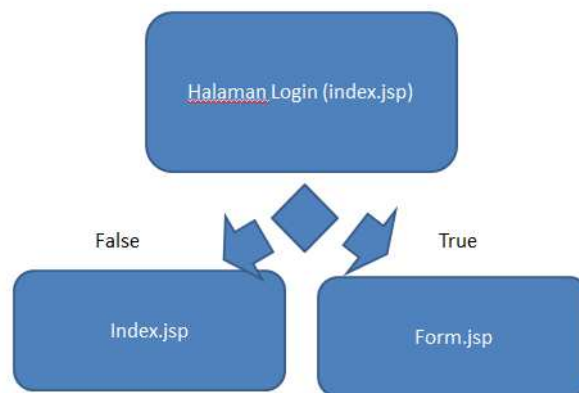 Halaman Login (index.jsp)
False
True
Index.jsp
Form.jsp